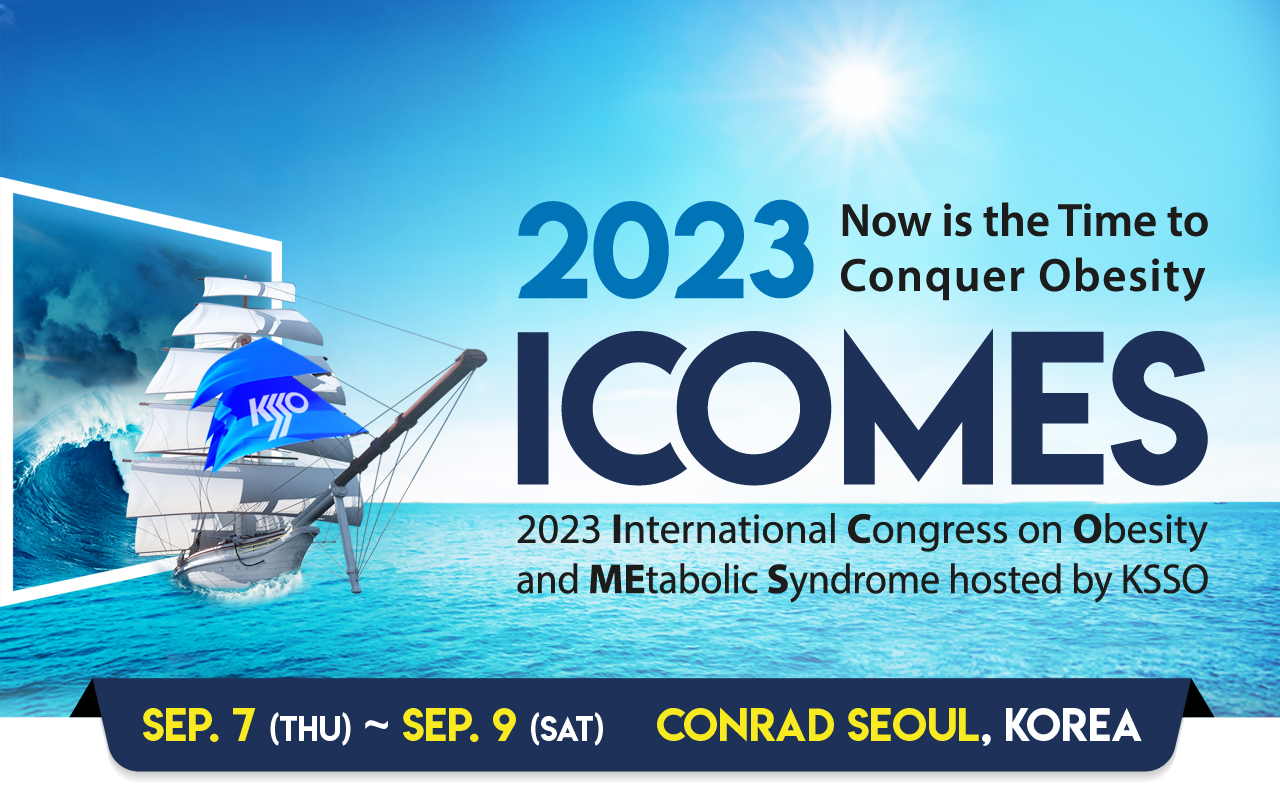 2023 Now is the Time to
Conquer Obesity
ICOMES
2023 International Congress on Obesity
and MEtabolic Syndrome hosted by KSSO
KSSO
SEP. 7 (THU) ~ SEP. 9 (SAT) CONRAD SEOUL, KOREA